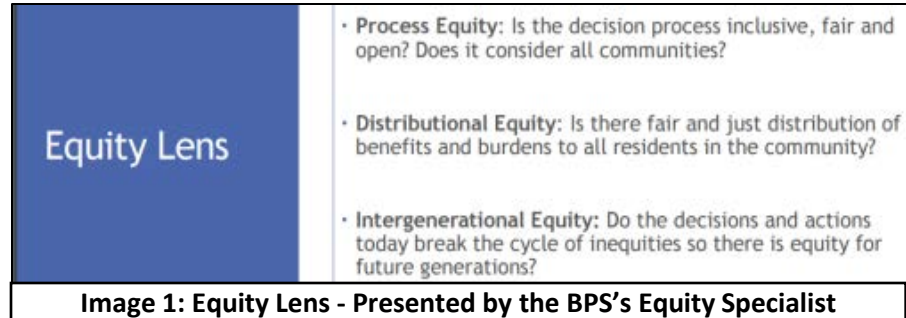 Equity Lens
· Process Equity: Is the decision process inclusive, fair and
open? Does it consider all communities?
· Distributional Equity: Is there fair and just distribution of
benefits and burdens to all residents in the community?
· Intergenerational Equity: Do the decisions and actions
today break the cycle of inequities so there is equity for
future generations?
Image 1: Equity Lens - Presented by the BPS's Equity Specialist